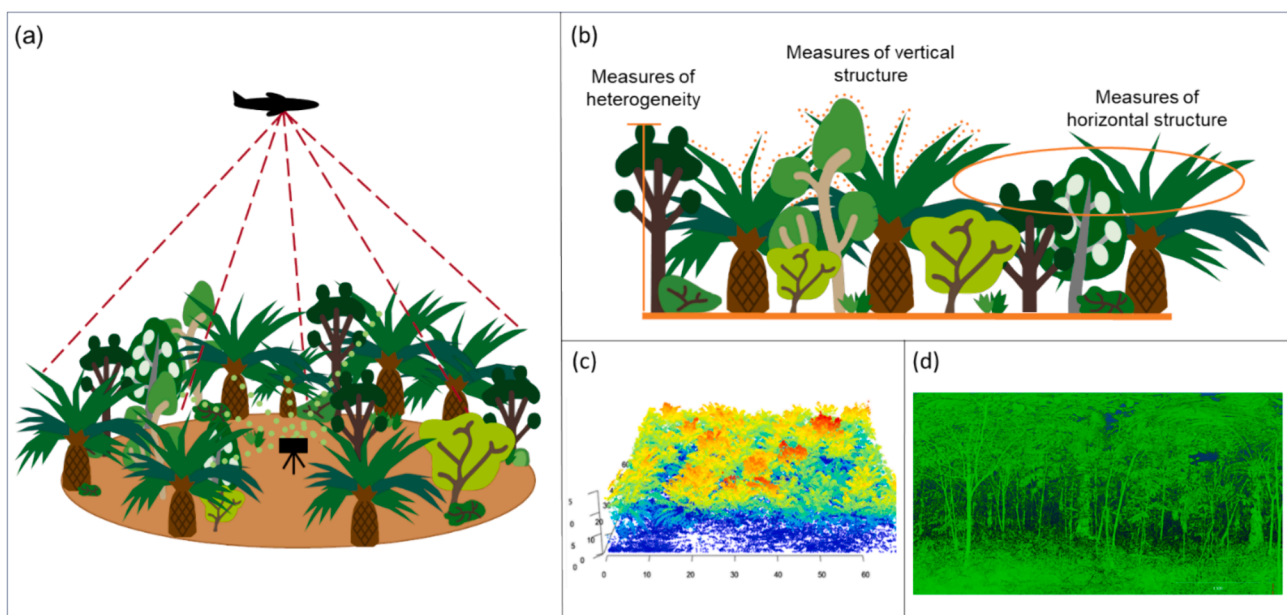 (a)
(b)
Measures of
heterogeneity
Measures of vertical
structure
Measures of
horizontal structure
(c)
60
5
0
5
0
30
20
10
0
0
10
20
30
40
50
60
(d)